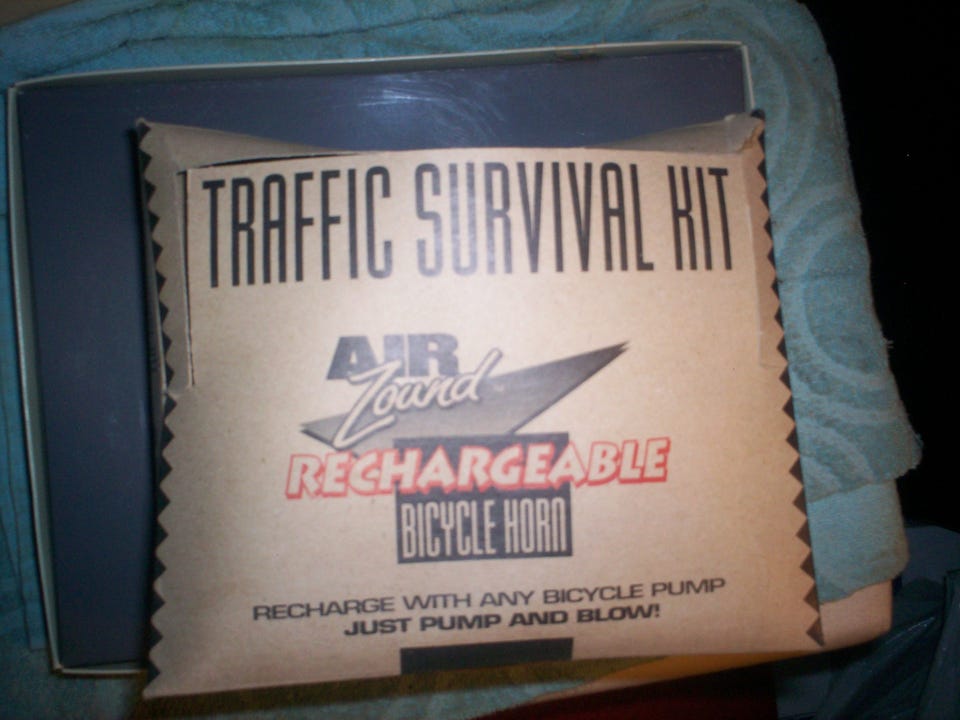 TRAFFIC SURVIVAL KIT
AIR
Zound
RECHARGEABLE
BICYCLE HORN
RECHARGE WITH ANY BICYCLE PUMP
JUST PUMP AND BLOW!